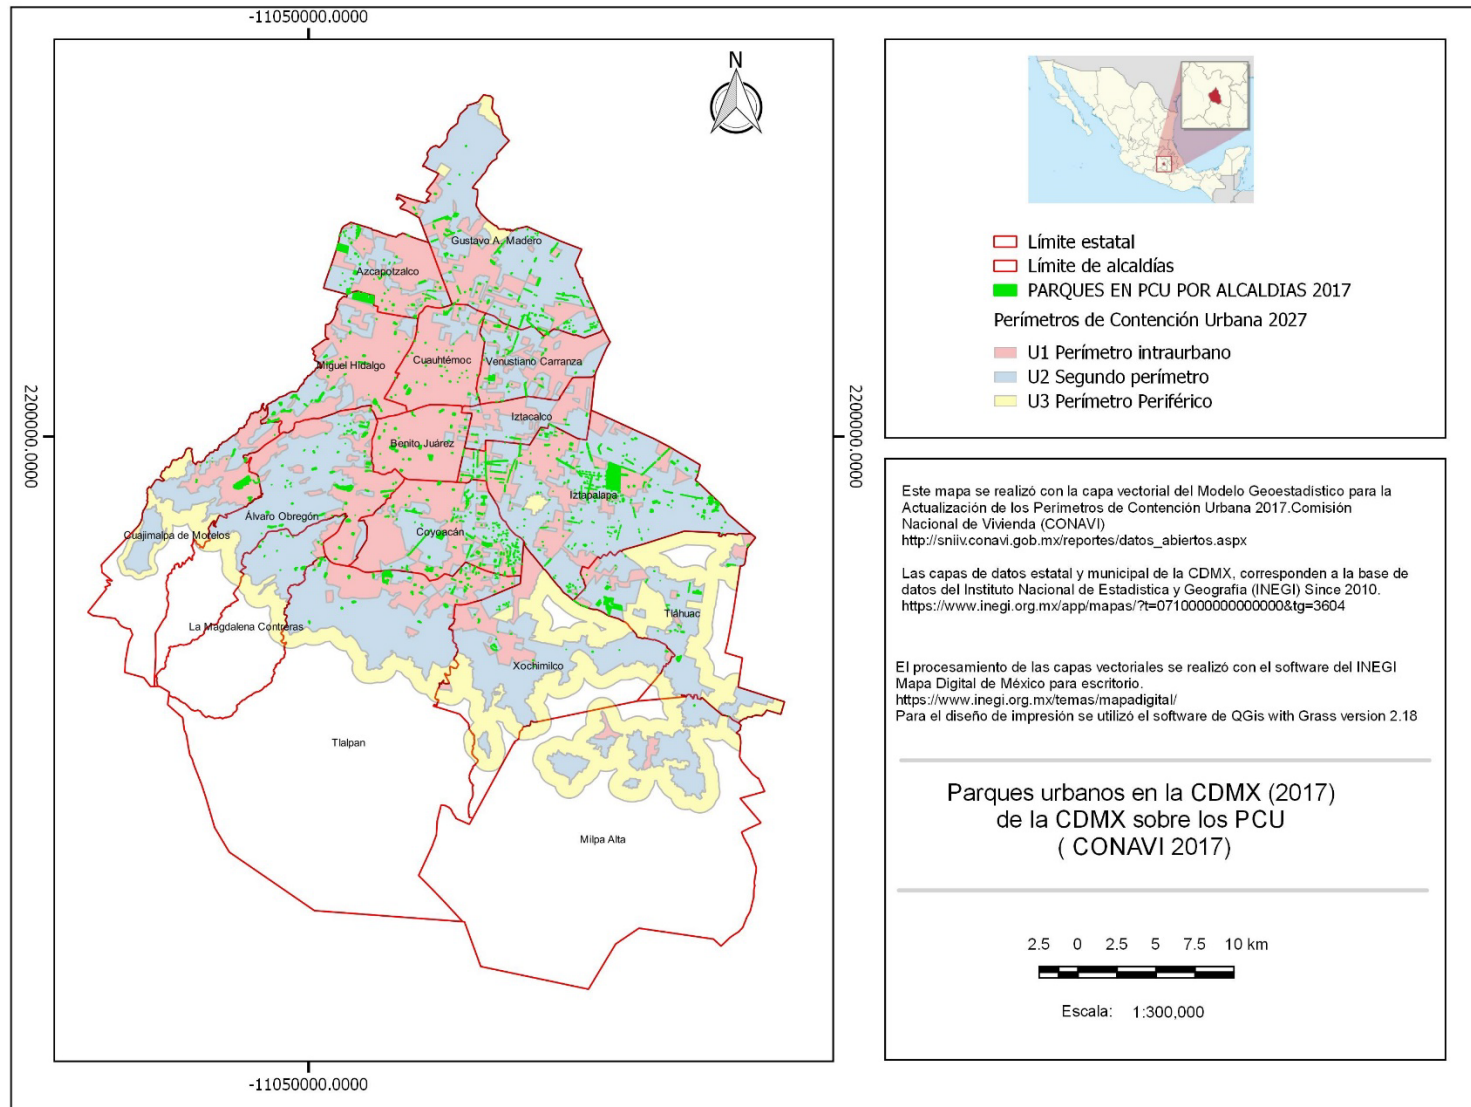 -11050000.0000
N
2200000.0000
Gustavo A. Madero
Azcapotzalco
Miguel Hidalgo
Cuauhtémoc
Venustiano Carranza
Iztacalco
Benito Juárez
Iztapalapa
Álvaro Obregón
Coyoacán
Cuajimalpa de Morelos
La Magdalena Contreras
Tláhuac
Xochimilco
Tlalpan
Milpa Alta
2200000.0000
-11050000.0000
Límite estatal
Límite de alcaldías
PARQUES EN PCU POR ALCALDIAS 2017
Perímetros de Contención Urbana 2027
U1 Perímetro intraurbano
U2 Segundo perímetro
U3 Perímetro Periférico
Este mapa se realizó con la capa vectorial del Modelo Geoestadístico para la
Actualización de los Perimetros de Contención Urbana 2017.Comisión
Nacional de Vivienda (CONAVI)
http://sniiv.conavi.gob.mx/reportes/datos_abiertos.aspx
Las capas de datos estatal y municipal de la CDMX, corresponden a la base de
datos del Instituto Nacional de Estadistica y Geografia (INEGI) Since 2010.
https://www.inegi.org.mx/app/mapas/?t=0710000000000000&tg=3604
El procesamiento de las capas vectoriales se realizó con el software del INEGI
Mapa Digital de México para escritorio.
https://www.inegi.org.mx/temas/mapadigital/
Para el diseño de impresión se utilizó el software de QGis with Grass version 2.18
Parques urbanos en la CDMX (2017)
de la CDMX sobre los PCU
( CONAVI 2017)
2.5 0 2.5 5 7.5 10 km
Escala: 1:300,000